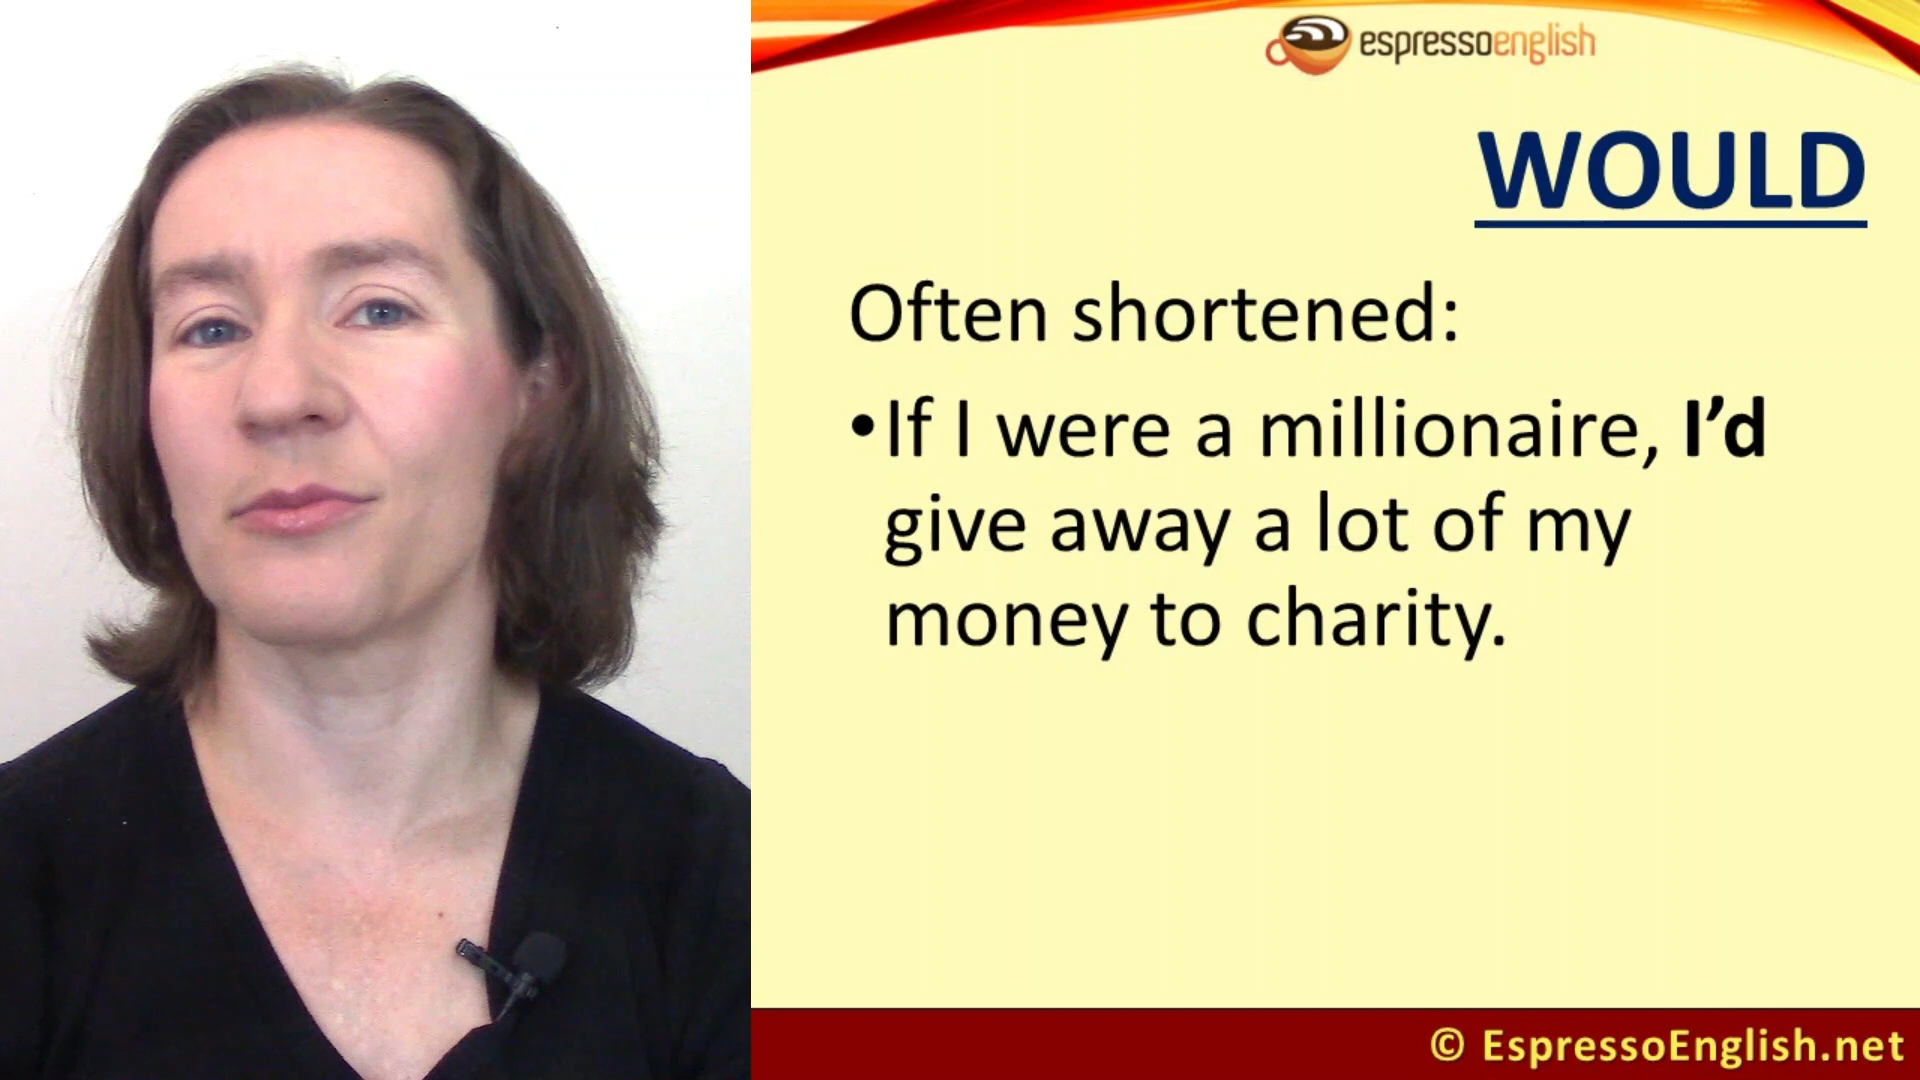 espressoenglish
WOULD
Often shortened:
•If I were a millionaire, I’d
give away a lot of my
money to charity.
© EspressoEnglish.net